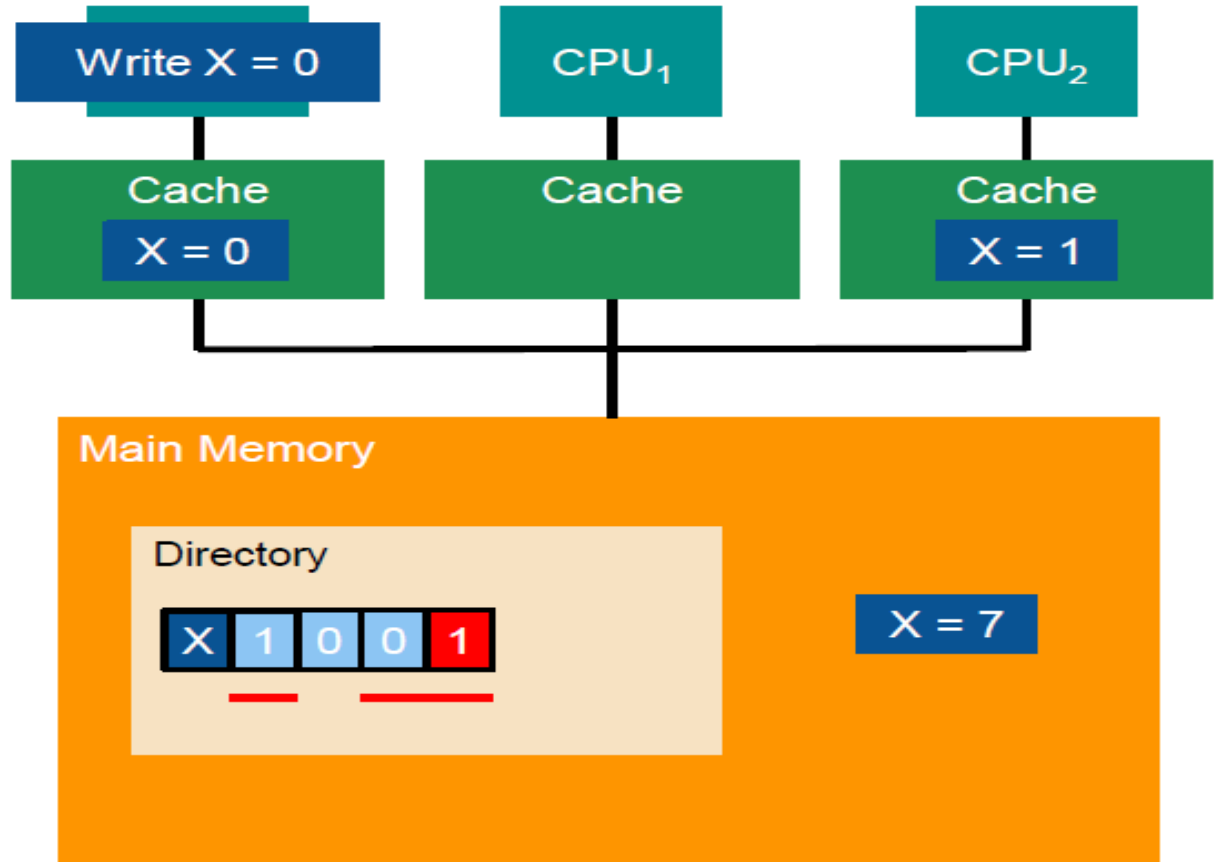 Write X = 0
CPU₁
CPU₂
Cache
Cache
Cache
X = 0
X = 1
Main Memory
Directory
X 1 0 0 1
X = 7